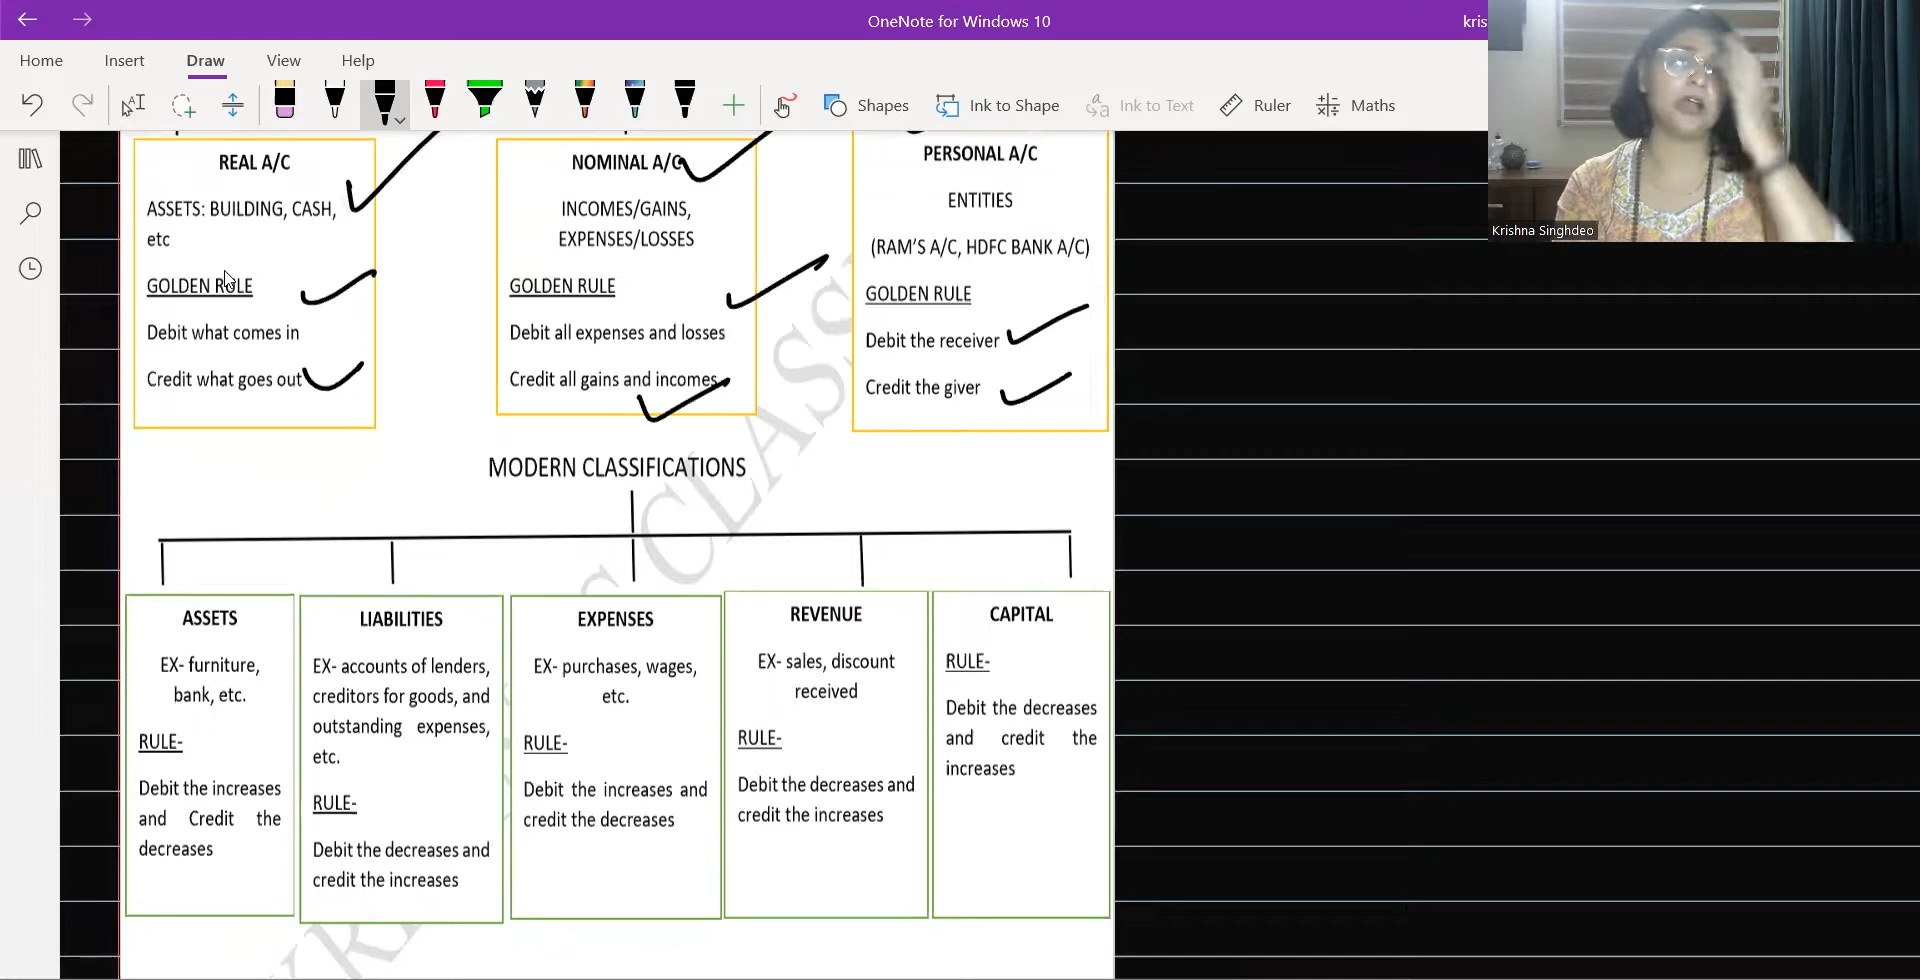 OneNote for Windows 10
kris
Home Insert Draw View Help
Shapes Ink to Shape Ink to Text Ruler Maths
Krishna Singhdeo
REAL A/C
ASSETS: BUILDING, CASH,
etc
GOLDEN RULE
Debit what comes in
Credit what goes out
NOMINAL A/C
INCOMES/GAINS,
EXPENSES/LOSSES
GOLDEN RULE
Debit all expenses and losses
Credit all gains and incomes
PERSONAL A/C
ENTITIES
(RAM'S A/C, HDFC BANK A/C)
GOLDEN RULE
Debit the receiver
Credit the giver
MODERN CLASSIFICATIONS
ASSETS
EX- furniture,
bank, etc.
RULE-
Debit the increases
and Credit the
decreases
LIABILITIES
EX- accounts of lenders,
creditors for goods, and
outstanding expenses,
etc.
RULE-
Debit the decreases and
credit the increases
EXPENSES
EX- purchases, wages,
etc.
RULE-
Debit the increases and
credit the decreases
REVENUE
EX- sales, discount
received
RULE-
Debit the decreases and
credit the increases
CAPITAL
RULE-
Debit the decreases
and credit the
increases